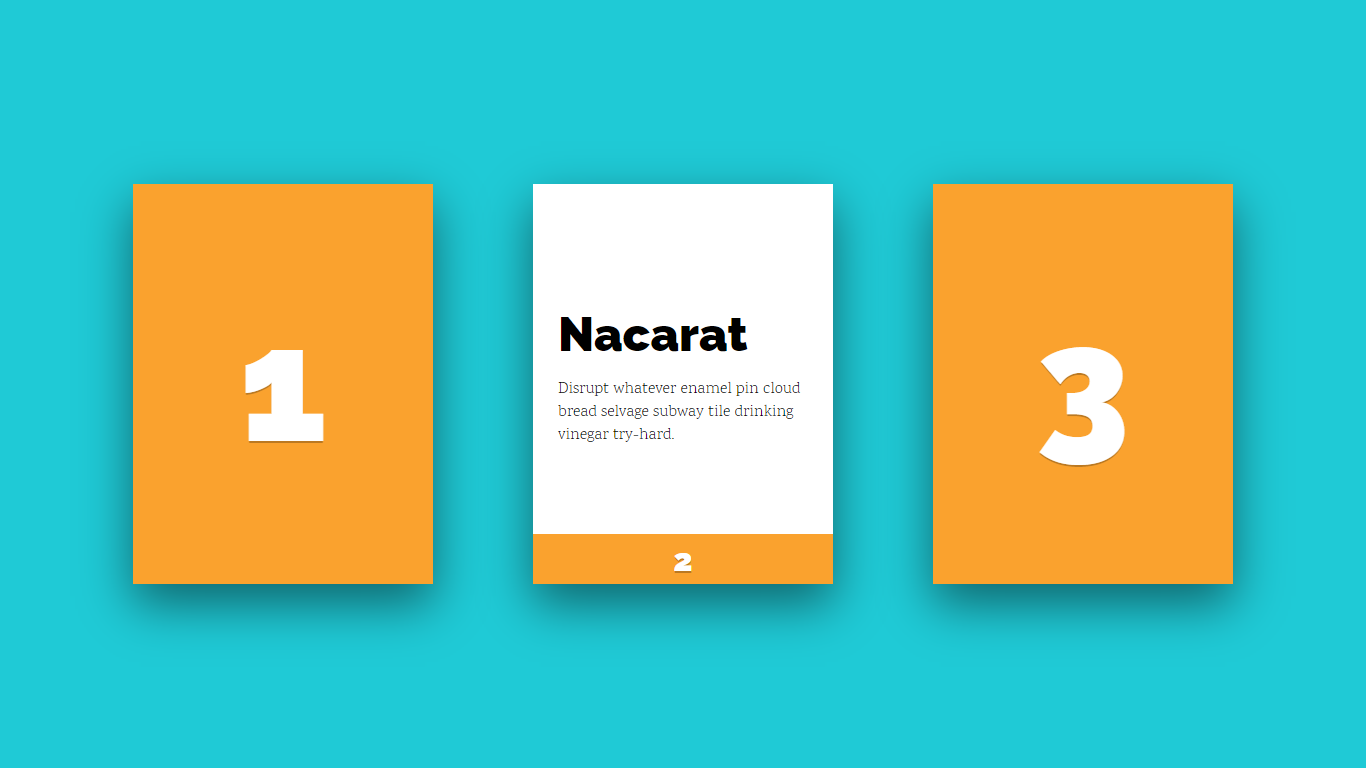 1
Nacarat
Disrupt whatever enamel pin cloud
bread selvage subway tile drinking
vinegar try-hard.
2
3